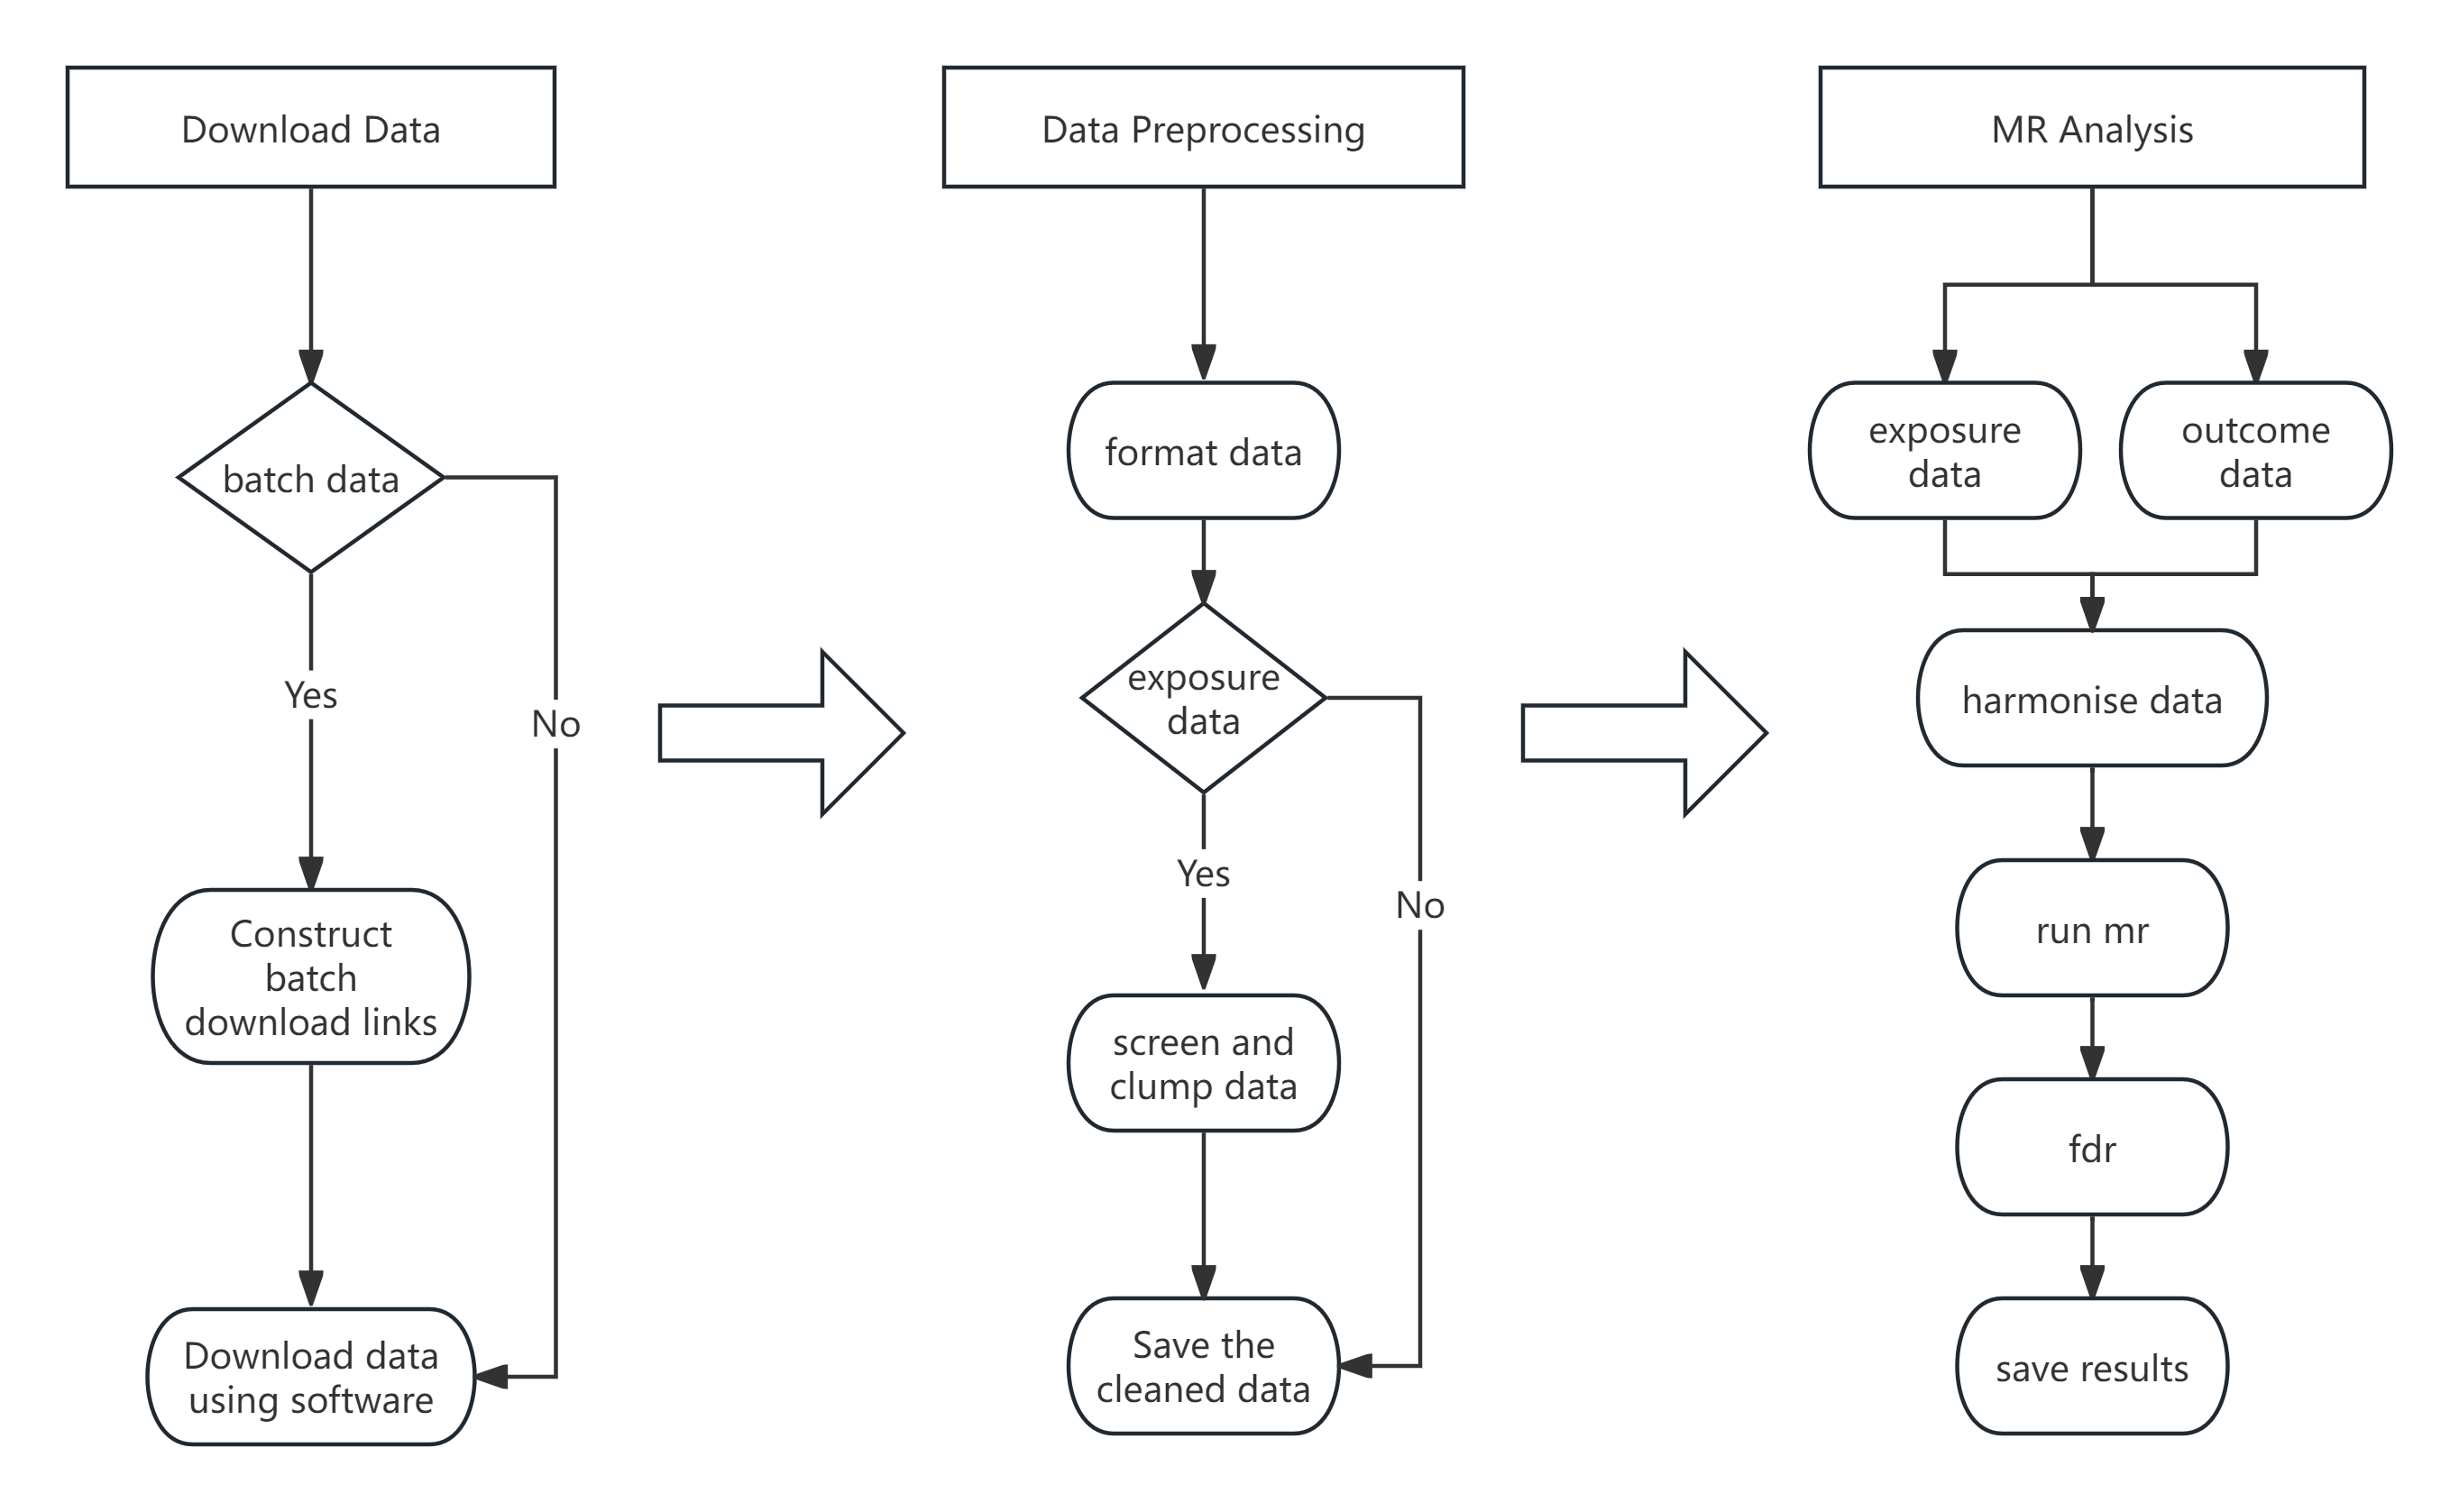 Download Data
batch data
Yes
No
Construct
batch
download links
Download data
using software
Data Preprocessing
format data
exposure
data
Yes
No
screen and
clump data
Save the
cleaned data
MR Analysis
exposure
data
outcome
data
harmonise data
run mr
fdr
save results